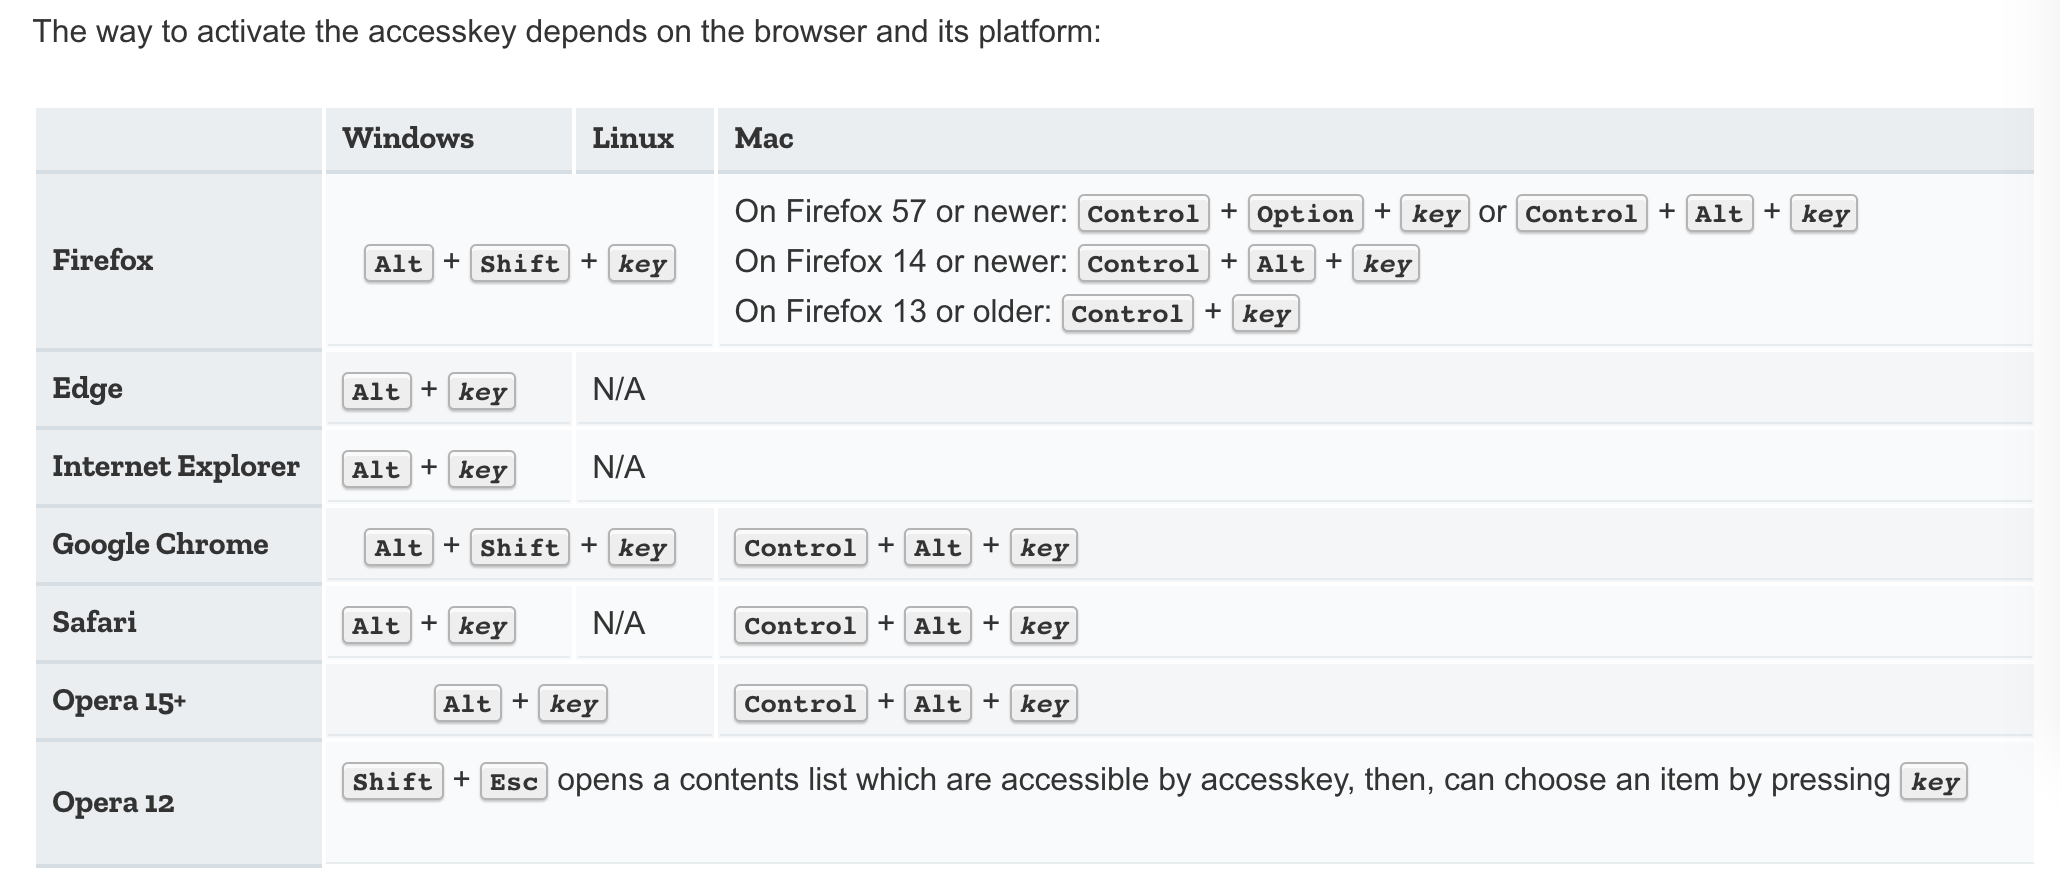 The way to activate the accesskey depends on the browser and its platform:
Windows Linux Mac
Firefox Alt + Shift + key On Firefox 57 or newer: Control + Option + key or Control + Alt + key
On Firefox 14 or newer: Control + Alt + key
On Firefox 13 or older: Control + key
Edge Alt + key N/A
Internet Explorer Alt + key N/A
Google Chrome Alt + Shift + key Control + Alt + key
Safari Alt + key N/A Control + Alt + key
Opera 15+ Alt + key Control + Alt + key
Opera 12 Shift + Esc opens a contents list which are accessible by accesskey, then, can choose an item by pressing key